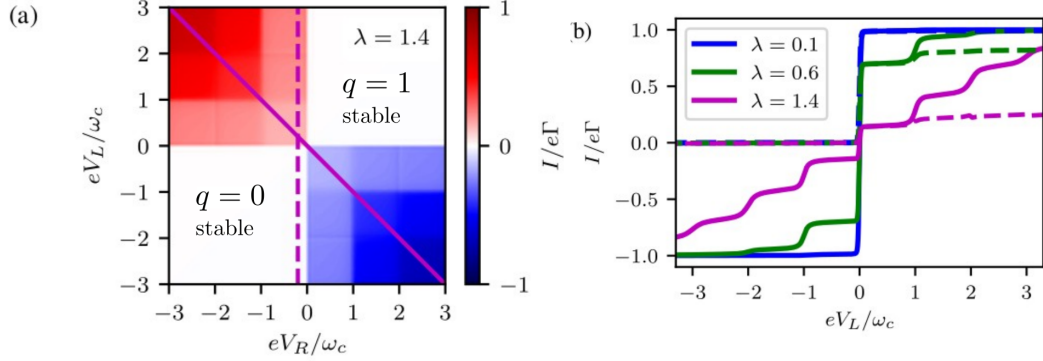 (a)
3
2
1
0
−1
−2
−3
eV_L/ω_c
λ = 1.4
q = 1
stable
q = 0
stable
−3 −2 −1 0 1 2 3
eV_R/ω_c
1
0
−1
I/eΓ
b)
1.0
0.5
0.0
−0.5
−1.0
I/eΓ
λ = 0.1
λ = 0.6
λ = 1.4
−3 −2 −1 0 1 2 3
eV_L/ω_c